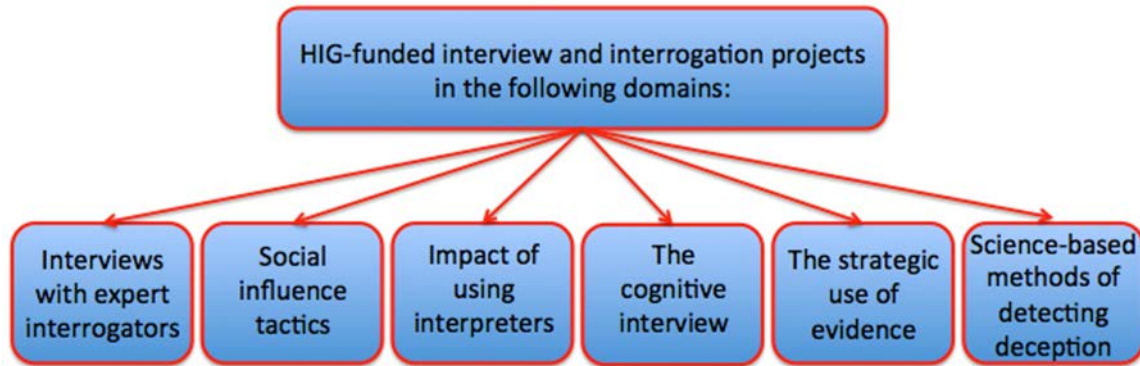 HIG-funded interview and interrogation projects
in the following domains:
Interviews
with expert
interrogators
Social
influence
tactics
Impact of
using
interpreters
The
cognitive
interview
The strategic
use of
evidence
Science-based
methods of
detecting
deception